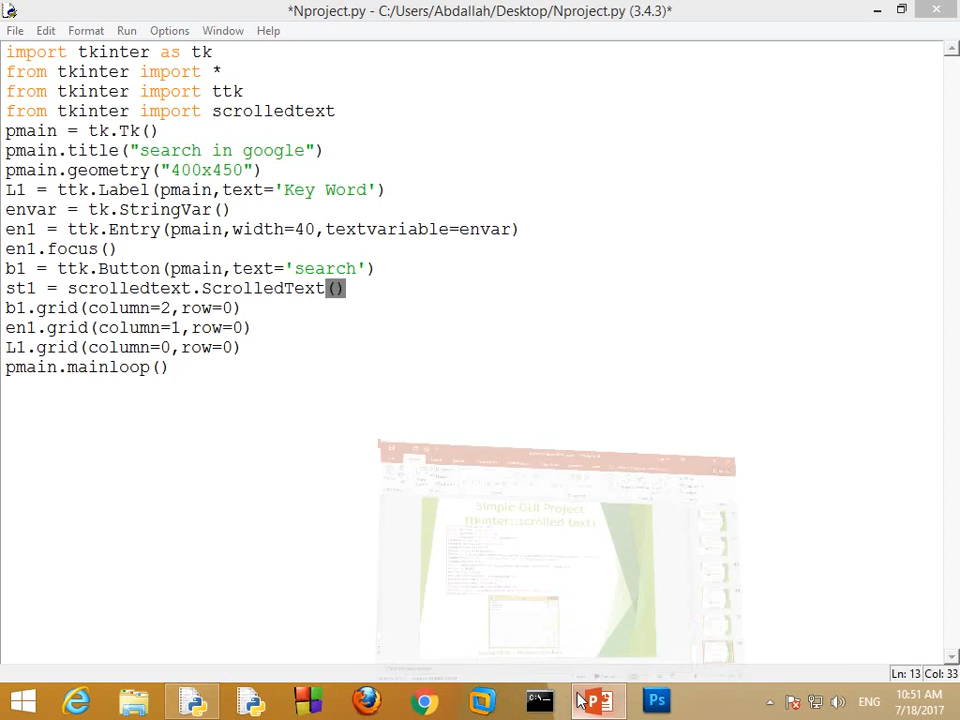 *Nproject.py - C:/Users/Abdallah/Desktop/Nproject.py (3.4.3)*
File Edit Format Run Options Window Help
import tkinter as tk
from tkinter import *
from tkinter import ttk
from tkinter import scrolledtext
pmain = tk.Tk()
pmain.title("search in google")
pmain.geometry("400x450")
L1 = ttk.Label(pmain,text='Key Word')
envar = tk.StringVar()
en1 = ttk.Entry(pmain,width=40,textvariable=envar)
en1.focus()
b1 = ttk.Button(pmain,text='search')
st1 = scrolledtext.ScrolledText()
b1.grid(column=2,row=0)
en1.grid(column=1,row=0)
L1.grid(column=0,row=0)
pmain.mainloop()
Simple GUI Project
Ln: 13 Col: 33
ENG
10:51 AM
7/18/2017
Ps